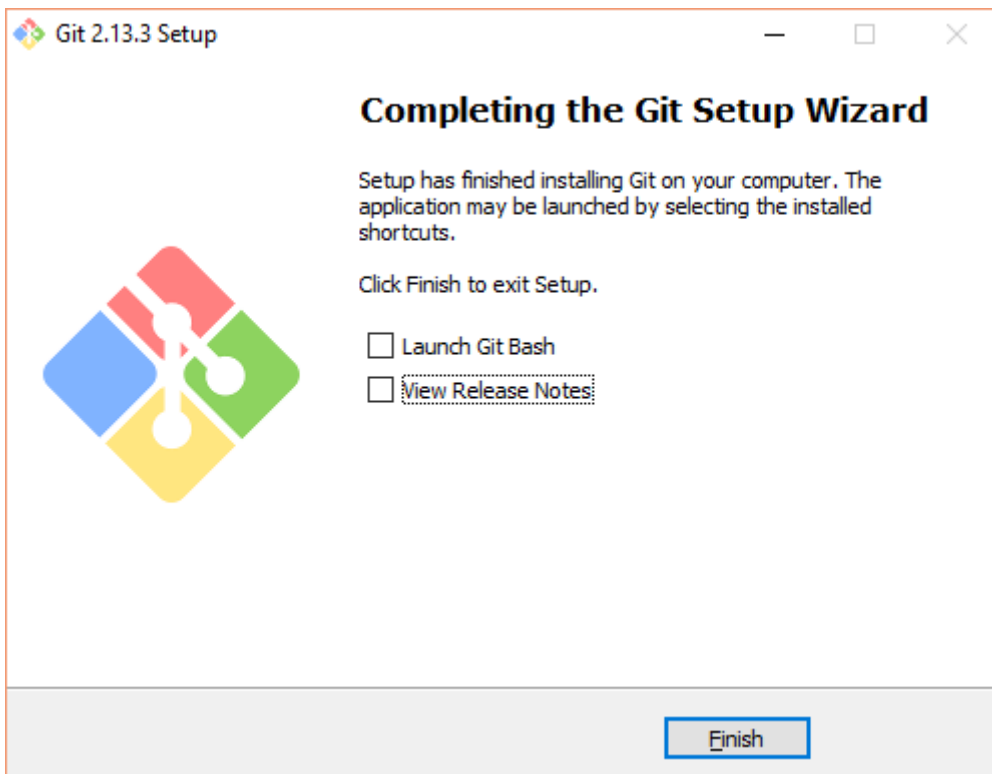 Git 2.13.3 Setup
Completing the Git Setup Wizard
Setup has finished installing Git on your computer. The
application may be launched by selecting the installed
shortcuts.
Click Finish to exit Setup.
Launch Git Bash
View Release Notes
Finish